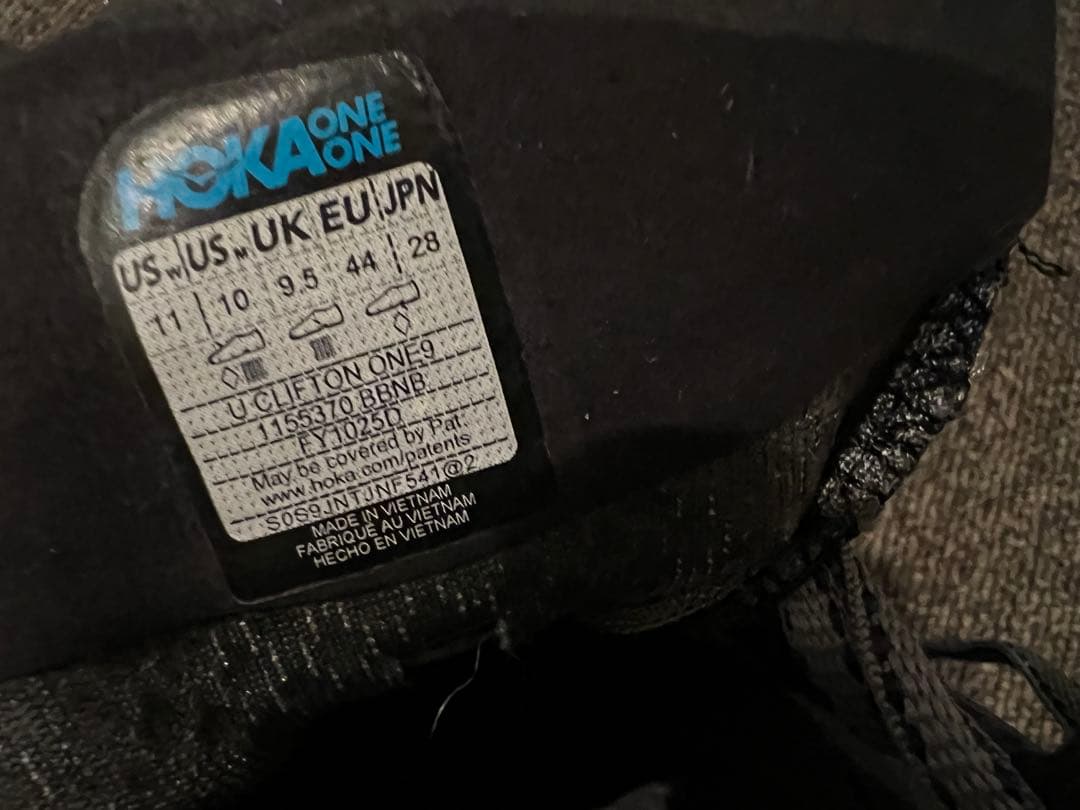 HOKA ONE ONE
US W|US M UK EU|JPN
11 | 10 9.5 44 | 28
U CLIFTON ONE9
1155370 BBNB
FY1025D
May be covered by Pat.
www.hoka.com/patents
S0S9JNTJNF541@2
MADE IN VIETNAM
FABRIQUÉ AU VIETNAM
HECHO EN VIETNAM